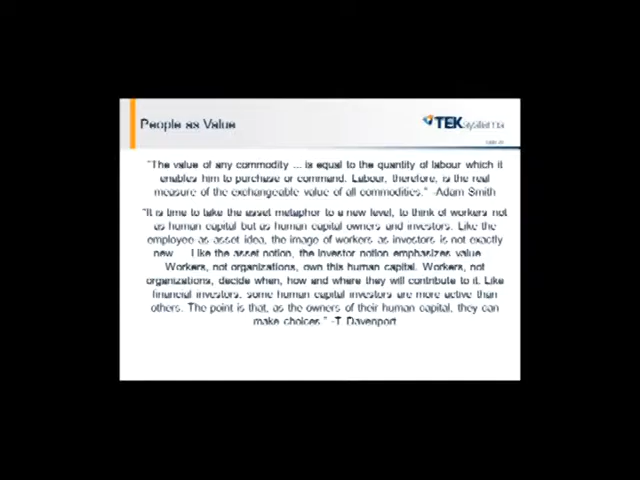 People as Value
TEKsystems
"The value of any commodity ... is equal to the quantity of labour which it
enables him to purchase or command. Labour, therefore, is the real
measure of the exchangeable value of all commodities." -Adam Smith
"It is time to take the asset metaphor to a new level, to think of workers not
as human capital but as human capital owners and investors. Like the
employee as asset idea, the image of workers as investors is not exactly
new ... Like the asset notion, the investor notion emphasizes value ...
Workers, not organizations, own this human capital. Workers, not
organizations, decide when, how and where they will contribute to it. Like
financial investors, some human capital investors are more active than
others. The point is that, as the owners of their human capital, they can
make choices." -T. Davenport